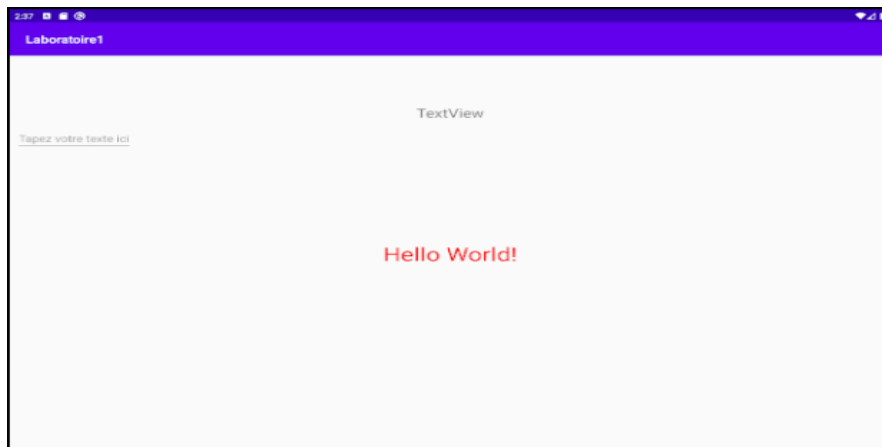 2:37
Laboratoire1
TextView
Tapez votre texte ici
Hello World!